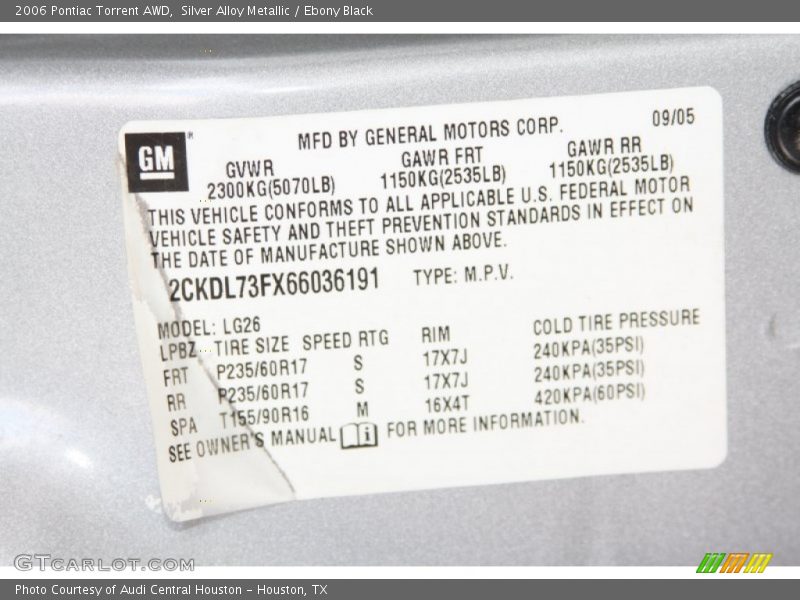 2006 Pontiac Torrent AWD,  Silver Alloy Metallic / Ebony Black
GM
MFD BY GENERAL MOTORS CORP. 09/05
GVWR GAWR FRT GAWR RR
2300KG(5070LB) 1150KG(2535LB) 1150KG(2535LB)
THIS VEHICLE CONFORMS TO ALL APPLICABLE U.S. FEDERAL MOTOR
VEHICLE SAFETY AND THEFT PREVENTION STANDARDS IN EFFECT ON
THE DATE OF MANUFACTURE SHOWN ABOVE.
2CKDL73FX66036191 TYPE: M.P.V.
MODEL: LG26
LPBZ TIRE SIZE SPEED RTG RIM COLD TIRE PRESSURE
FRT P235/60R17 S 17X7J 240KPA(35PSI)
RR P235/60R17 S 17X7J 240KPA(35PSI)
SPA T155/90R16 M 16X4T 420KPA(60PSI)
SEE OWNER'S MANUAL i FOR MORE INFORMATION.
GTCARLOT.COM
Photo Courtesy of Audi Central Houston - Houston, TX